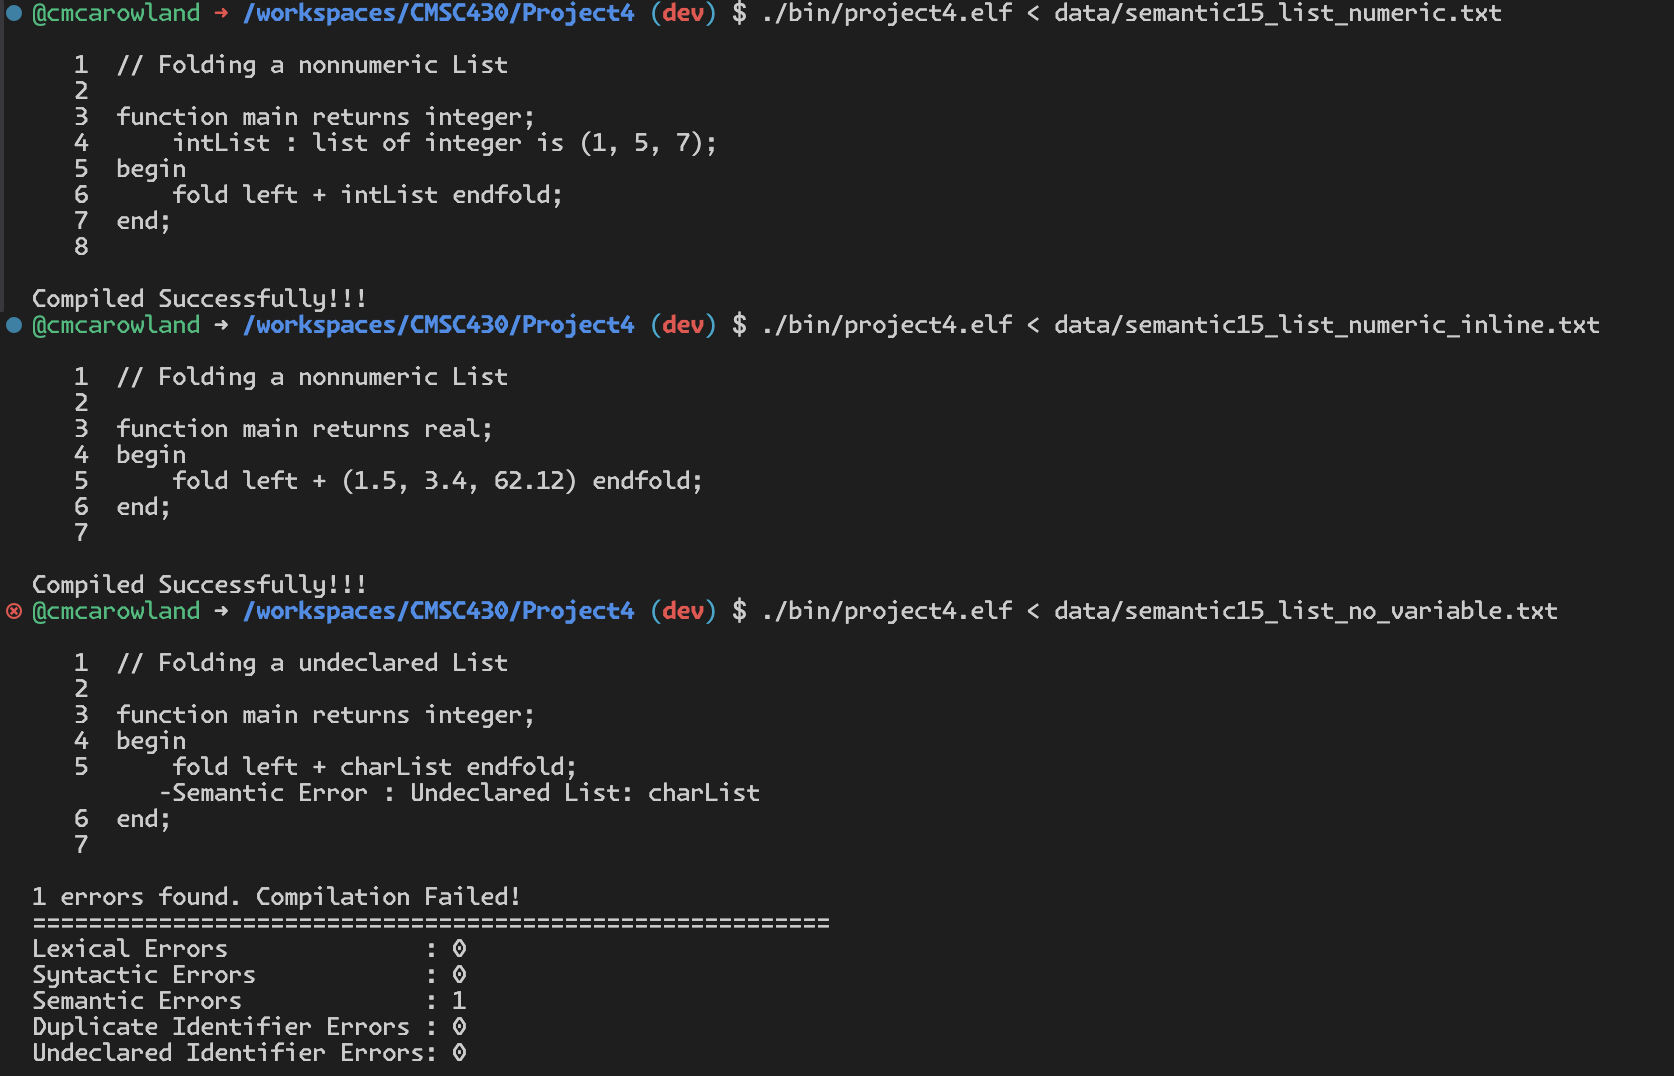 @cmcarowland → /workspaces/CMSC430/Project4 (dev) $ ./bin/project4.elf < data/semantic15_list_numeric.txt
1 // Folding a nonnumeric List
2
3 function main returns integer;
4 intList : list of integer is (1, 5, 7);
5 begin
6 fold left + intList endfold;
7 end;
8
Compiled Successfully!!!
@cmcarowland → /workspaces/CMSC430/Project4 (dev) $ ./bin/project4.elf < data/semantic15_list_numeric_inline.txt
1 // Folding a nonnumeric List
2
3 function main returns real;
4 begin
5 fold left + (1.5, 3.4, 62.12) endfold;
6 end;
7
Compiled Successfully!!!
@cmcarowland → /workspaces/CMSC430/Project4 (dev) $ ./bin/project4.elf < data/semantic15_list_no_variable.txt
1 // Folding a undeclared List
2
3 function main returns integer;
4 begin
5 fold left + charList endfold;
-Semantic Error : Undeclared List: charList
6 end;
7
1 errors found. Compilation Failed!
=========================================================
Lexical Errors : 0
Syntactic Errors : 0
Semantic Errors : 1
Duplicate Identifier Errors : 0
Undeclared Identifier Errors: 0